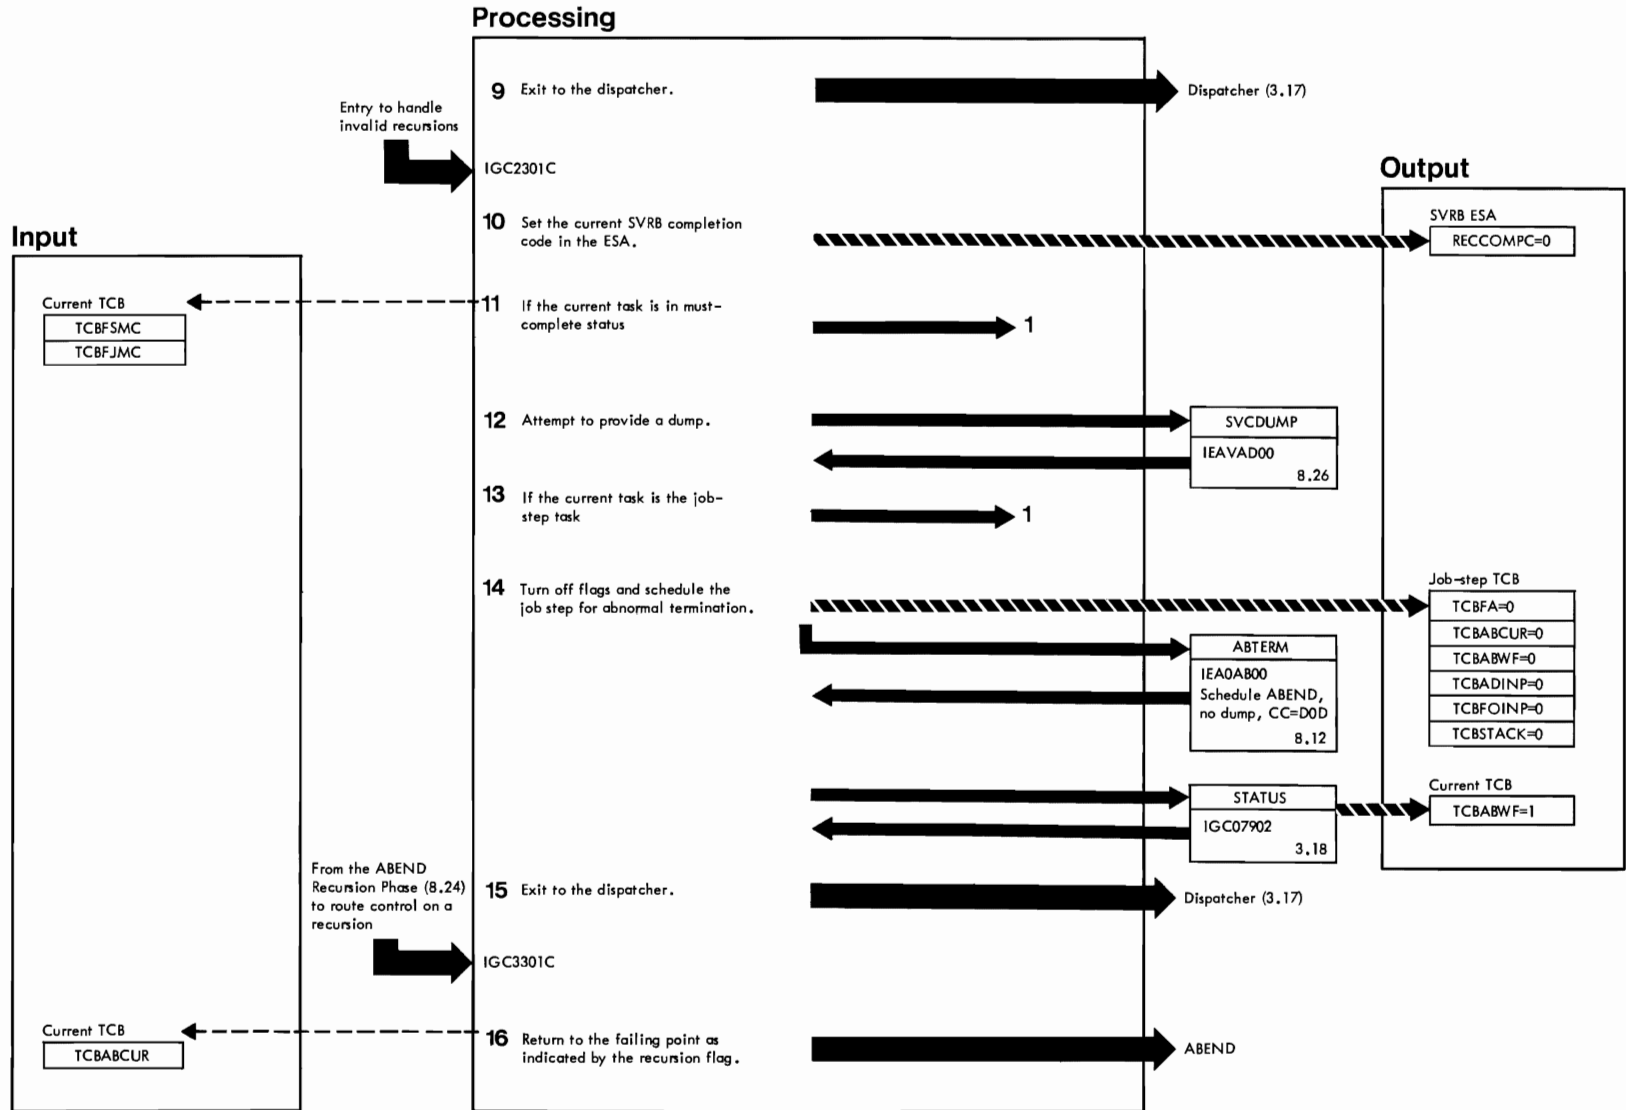 Processing
9 Exit to the dispatcher.
Dispatcher (3.17)
Entry to handle
invalid recursions
IGC2301C
Output
10 Set the current SVRB completion
code in the ESA.
SVRB ESA
RECCOMPC=0
Input
Current TCB
TCBFSMC
TCBFJMC
11 If the current task is in must-
complete status
1
12 Attempt to provide a dump.
SVCDUMP
IEAVAD00
8.26
13 If the current task is the job-
step task
1
14 Turn off flags and schedule the
job step for abnormal termination.
Job-step TCB
TCBFA=0
TCBABCUR=0
TCBABWF=0
TCBADINP=0
TCBFOINP=0
TCBSTACK=0
ABTERM
IEA0AB00
Schedule ABEND,
no dump, CC=D0D
8.12
STATUS
IGC07902
3.18
Current TCB
TCBABWF=1
From the ABEND
Recursion Phase (8.24)
to route control on a
recursion
15 Exit to the dispatcher.
Dispatcher (3.17)
IGC3301C
Current TCB
TCBABCUR
16 Return to the failing point as
indicated by the recursion flag.
ABEND